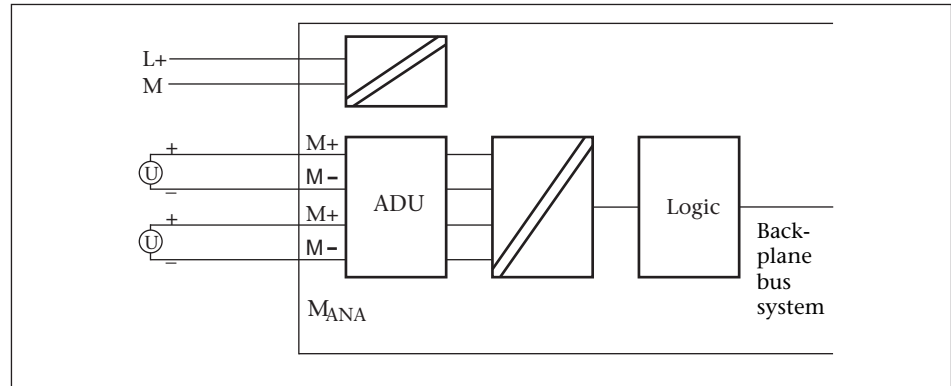 L+
M
+
M+
U
–
M–
+
M+
U
–
M–
ADU
Logic
Back-
plane
bus
system
MANA